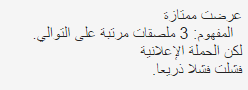 عرضت ممتازة
المفهوم: 3 ملصقات مرتبة على التوالي.
لكن الحملة الإعلانية
فشلت فشلا ذريعا.